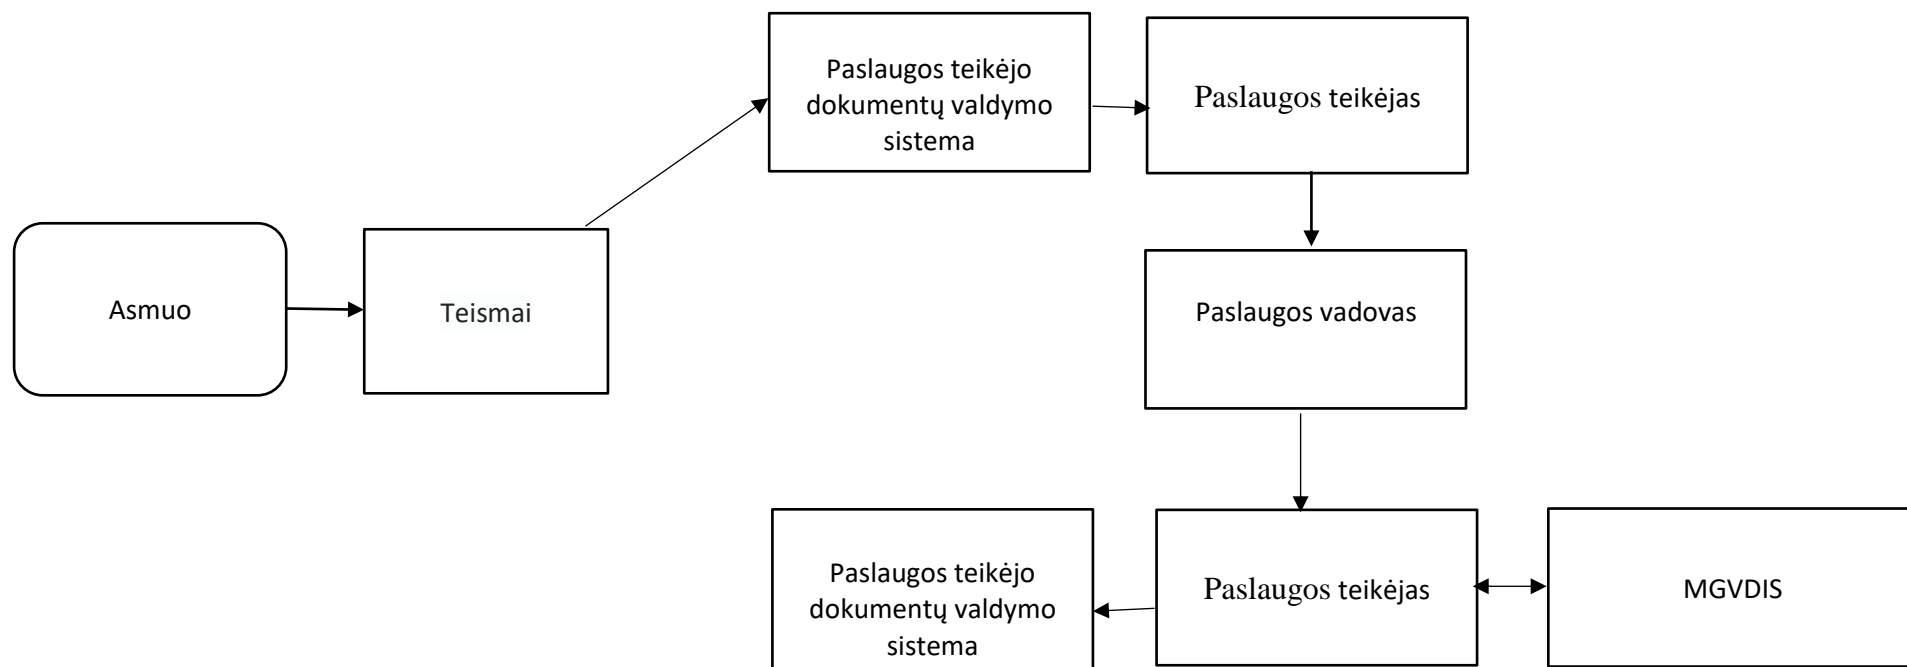 Paslaugos teikėjo
dokumentų valdymo
sistema
Paslaugos teikėjas
Asmuo
Teismai
Paslaugos vadovas
Paslaugos teikėjo
dokumentų valdymo
sistema
Paslaugos teikėjas
MGVDIS